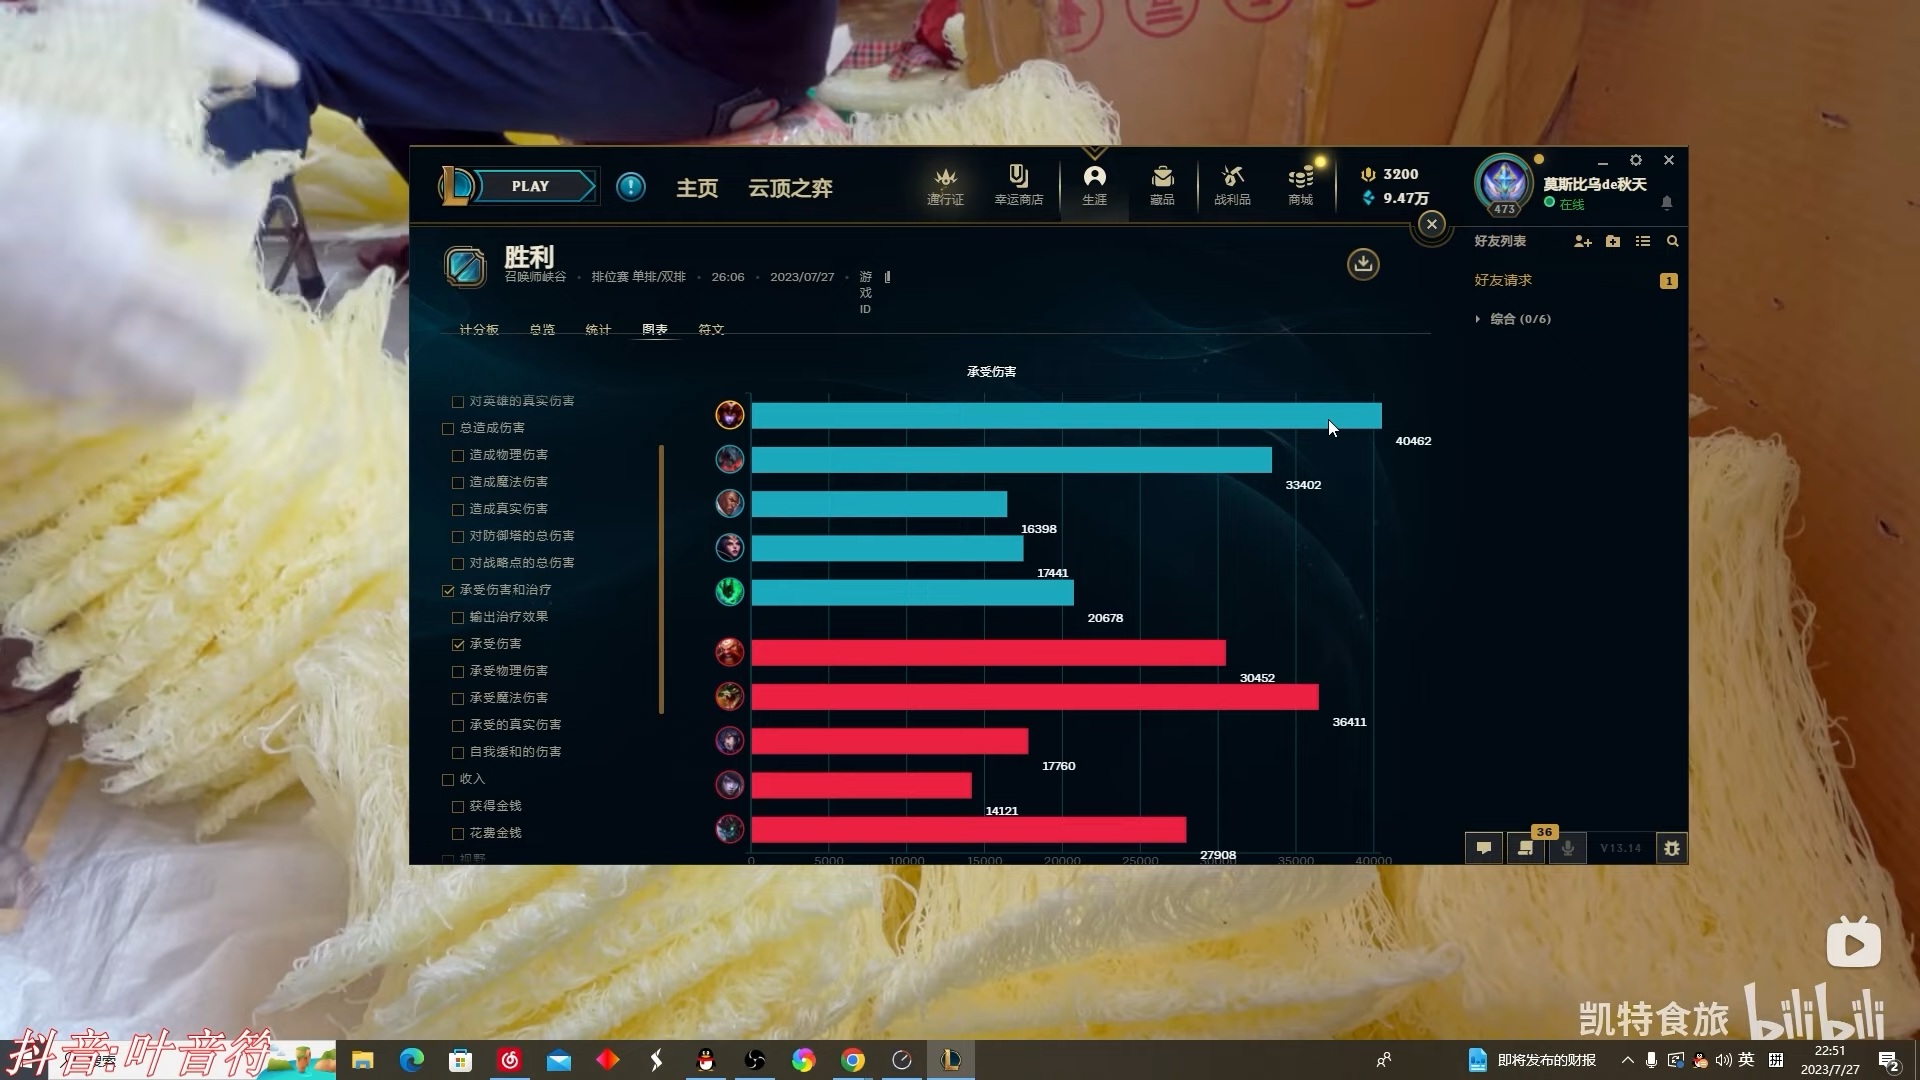 PLAY
主页
云顶之弈
通行证
幸运商店
生涯
藏品
战利品
商城
3200
9.47万
473
莫斯比乌de秋天
在线
胜利
召唤师峡谷 · 排位赛 单排/双排 · 26:06 · 2023/07/27 · 游戏ID
好友列表
好友请求
1
综合 (0/6)
计分板
总览
统计
图表
符文
承受伤害
对英雄的真实伤害
总造成伤害
造成物理伤害
造成魔法伤害
造成真实伤害
对防御塔的总伤害
对战略点的总伤害
承受伤害和治疗
输出治疗效果
承受伤害
承受物理伤害
承受魔法伤害
承受的真实伤害
自我缓和的伤害
收入
获得金钱
花费金钱
视野
40462
33402
16398
17441
20678
30452
36411
17760
14121
27908
0
5000
10000
15000
20000
25000
35000
40000
36
V13.14
凯特食旅
bilibili
抖音:叶音符
即将发布的财报
英
拼
22:51
2023/7/27
2